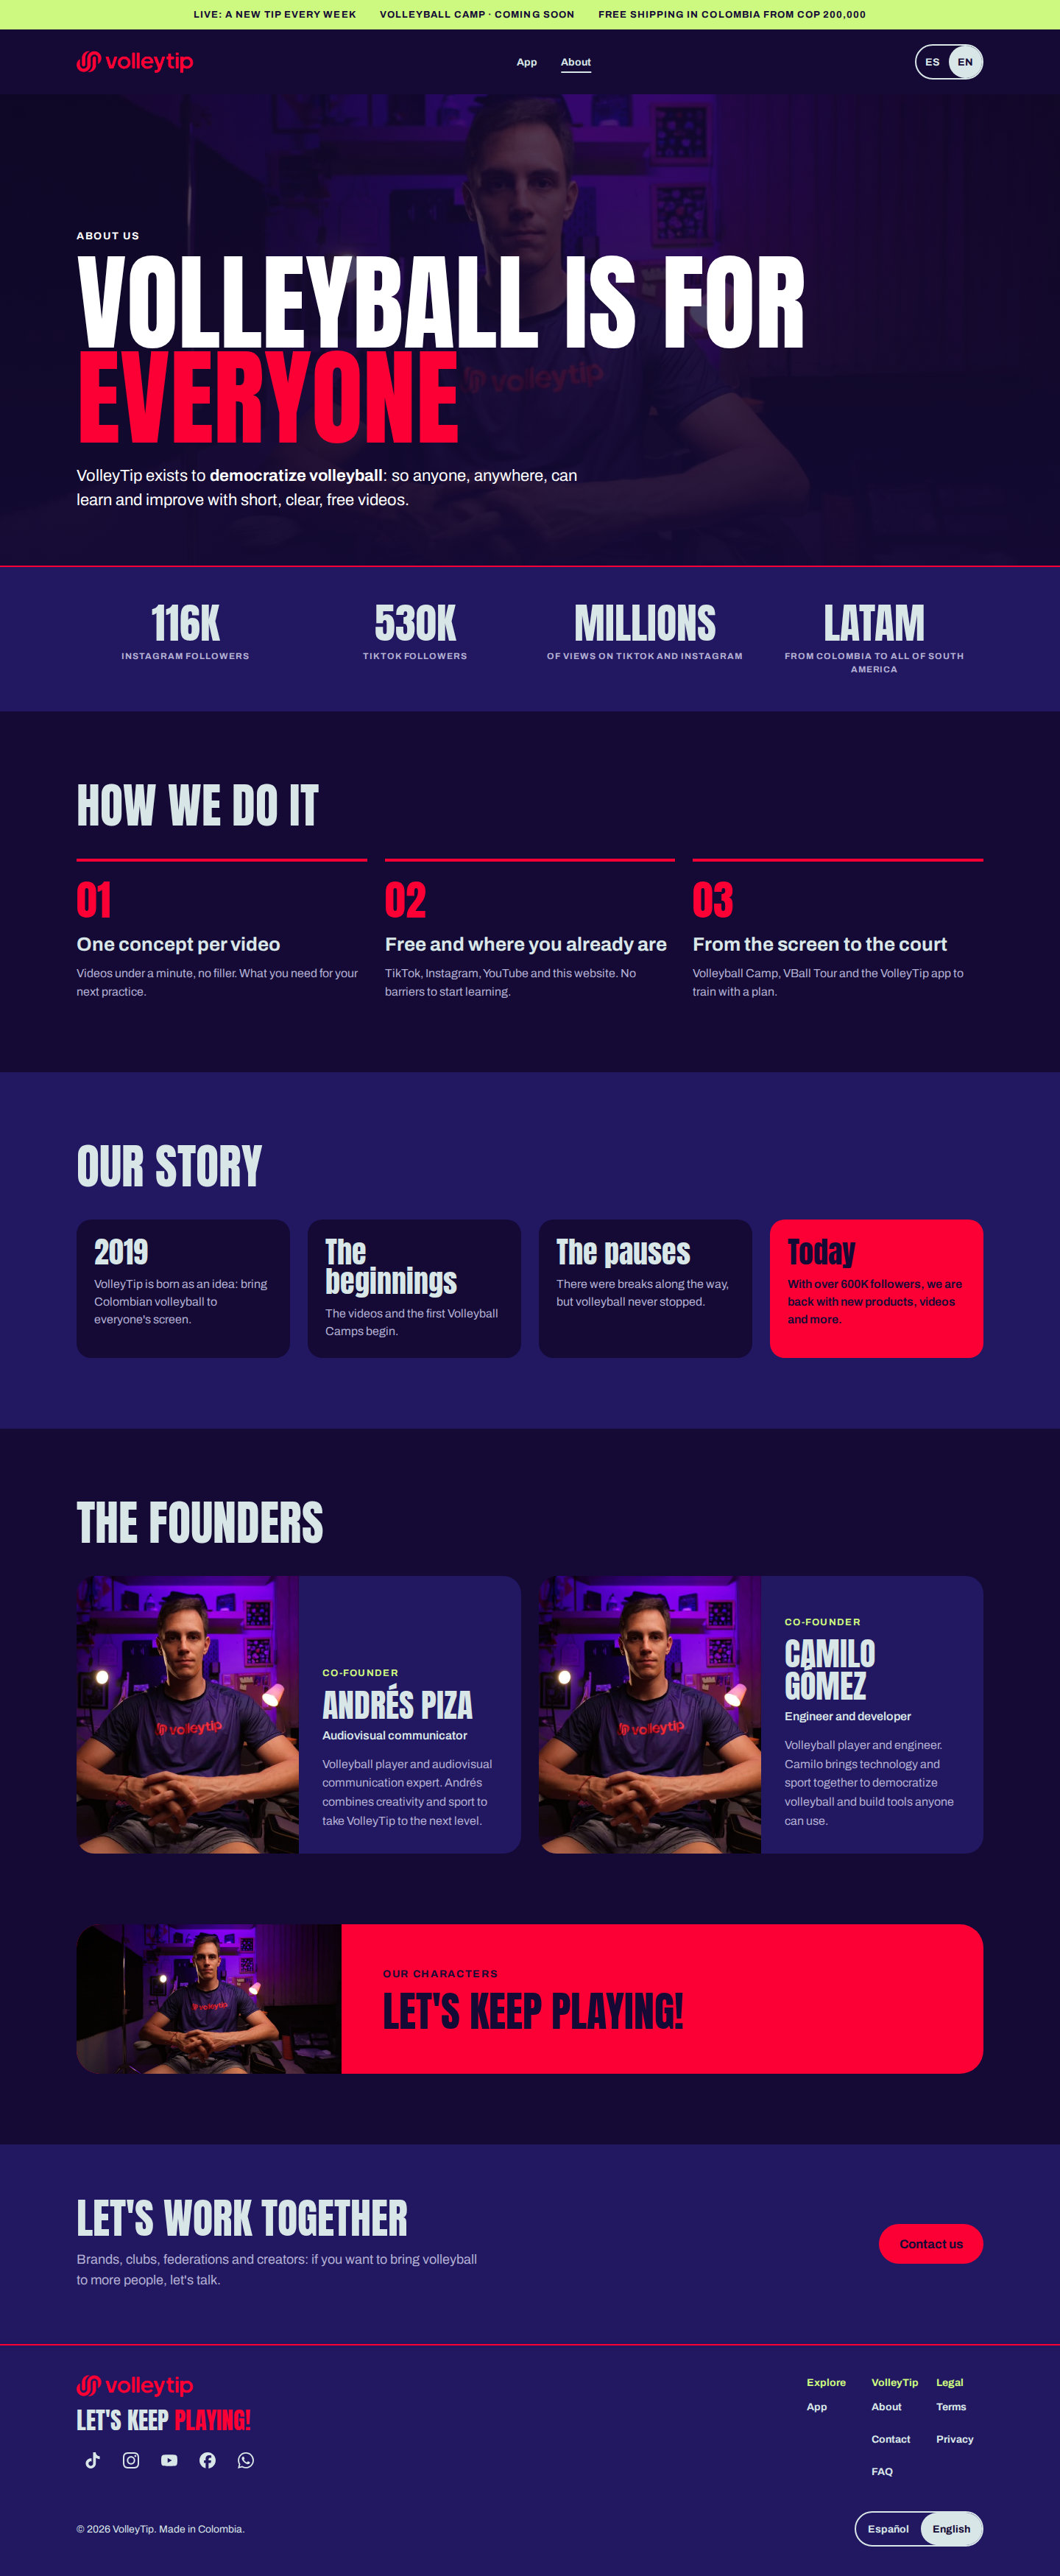 LIVE: A NEW TIP EVERY WEEK VOLLEYBALL CAMP · COMING SOON FREE SHIPPING IN COLOMBIA FROM COP 200,000
volleytip App About ES EN
ABOUT US
VOLLEYBALL IS FOR
EVERYONE
volleytip
VolleyTip exists to democratize volleyball: so anyone, anywhere, can
learn and improve with short, clear, free videos.
116K 530K MILLIONS LATAM
INSTAGRAM FOLLOWERS TIKTOK FOLLOWERS OF VIEWS ON TIKTOK AND INSTAGRAM FROM COLOMBIA TO ALL OF SOUTH
AMERICA
HOW WE DO IT
01
One concept per video
Videos under a minute, no filler. What you need for your
next practice.
02
Free and where you already are
TikTok, Instagram, YouTube and this website. No
barriers to start learning.
03
From the screen to the court
Volleyball Camp, VBall Tour and the VolleyTip app to
train with a plan.
OUR STORY
2019
VolleyTip is born as an idea: bring
Colombian volleyball to
everyone's screen.
The
beginnings
The videos and the first Volleyball
Camps begin.
The pauses
There were breaks along the way,
but volleyball never stopped.
Today
With over 600K followers, we are
back with new products, videos
and more.
THE FOUNDERS
volleytip
CO-FOUNDER
ANDRÉS PIZA
Audiovisual communicator
Volleyball player and audiovisual
communication expert. Andrés
combines creativity and sport to
take VolleyTip to the next level.
volleytip
CO-FOUNDER
CAMILO
GÓMEZ
Engineer and developer
Volleyball player and engineer.
Camilo brings technology and
sport together to democratize
volleyball and build tools anyone
can use.
volleytip
OUR CHARACTERS
LET'S KEEP PLAYING!
LET'S WORK TOGETHER
Brands, clubs, federations and creators: if you want to bring volleyball
to more people, let's talk.
Contact us
volleytip
LET'S KEEP PLAYING!
Explore
App
VolleyTip
About
Contact
FAQ
Legal
Terms
Privacy
© 2026 VolleyTip. Made in Colombia.
Español English